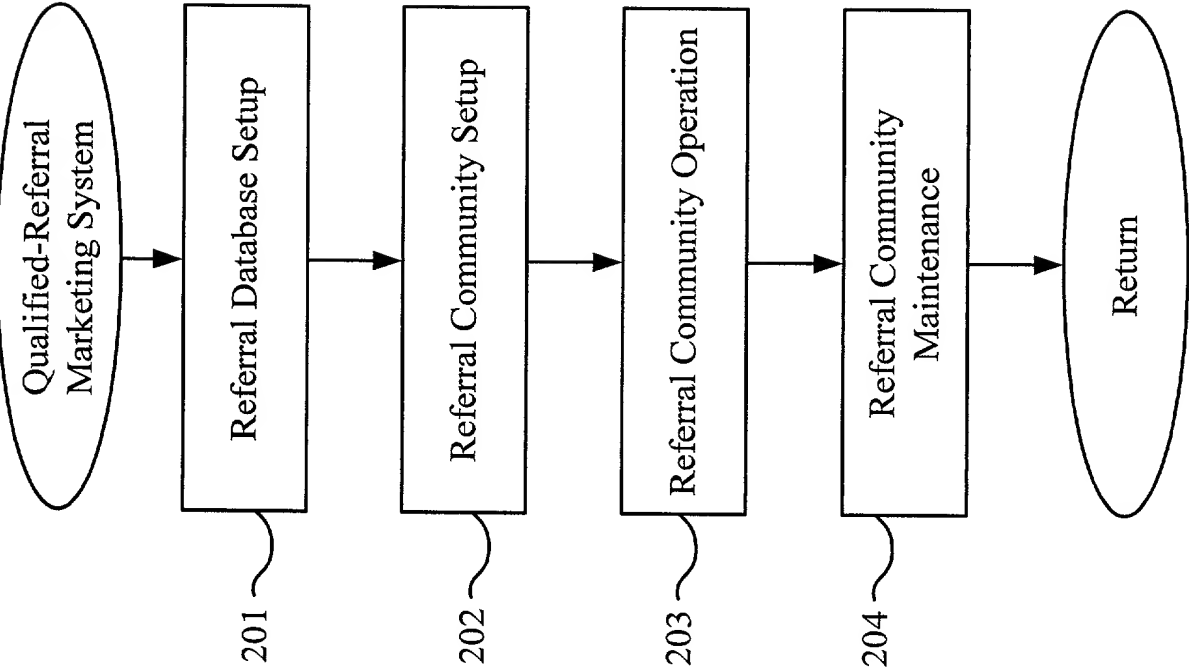 Qualified-Referral
Marketing System
201
Referral Database Setup
202
Referral Community Setup
203
Referral Community Operation
204
Referral Community
Maintenance
Return